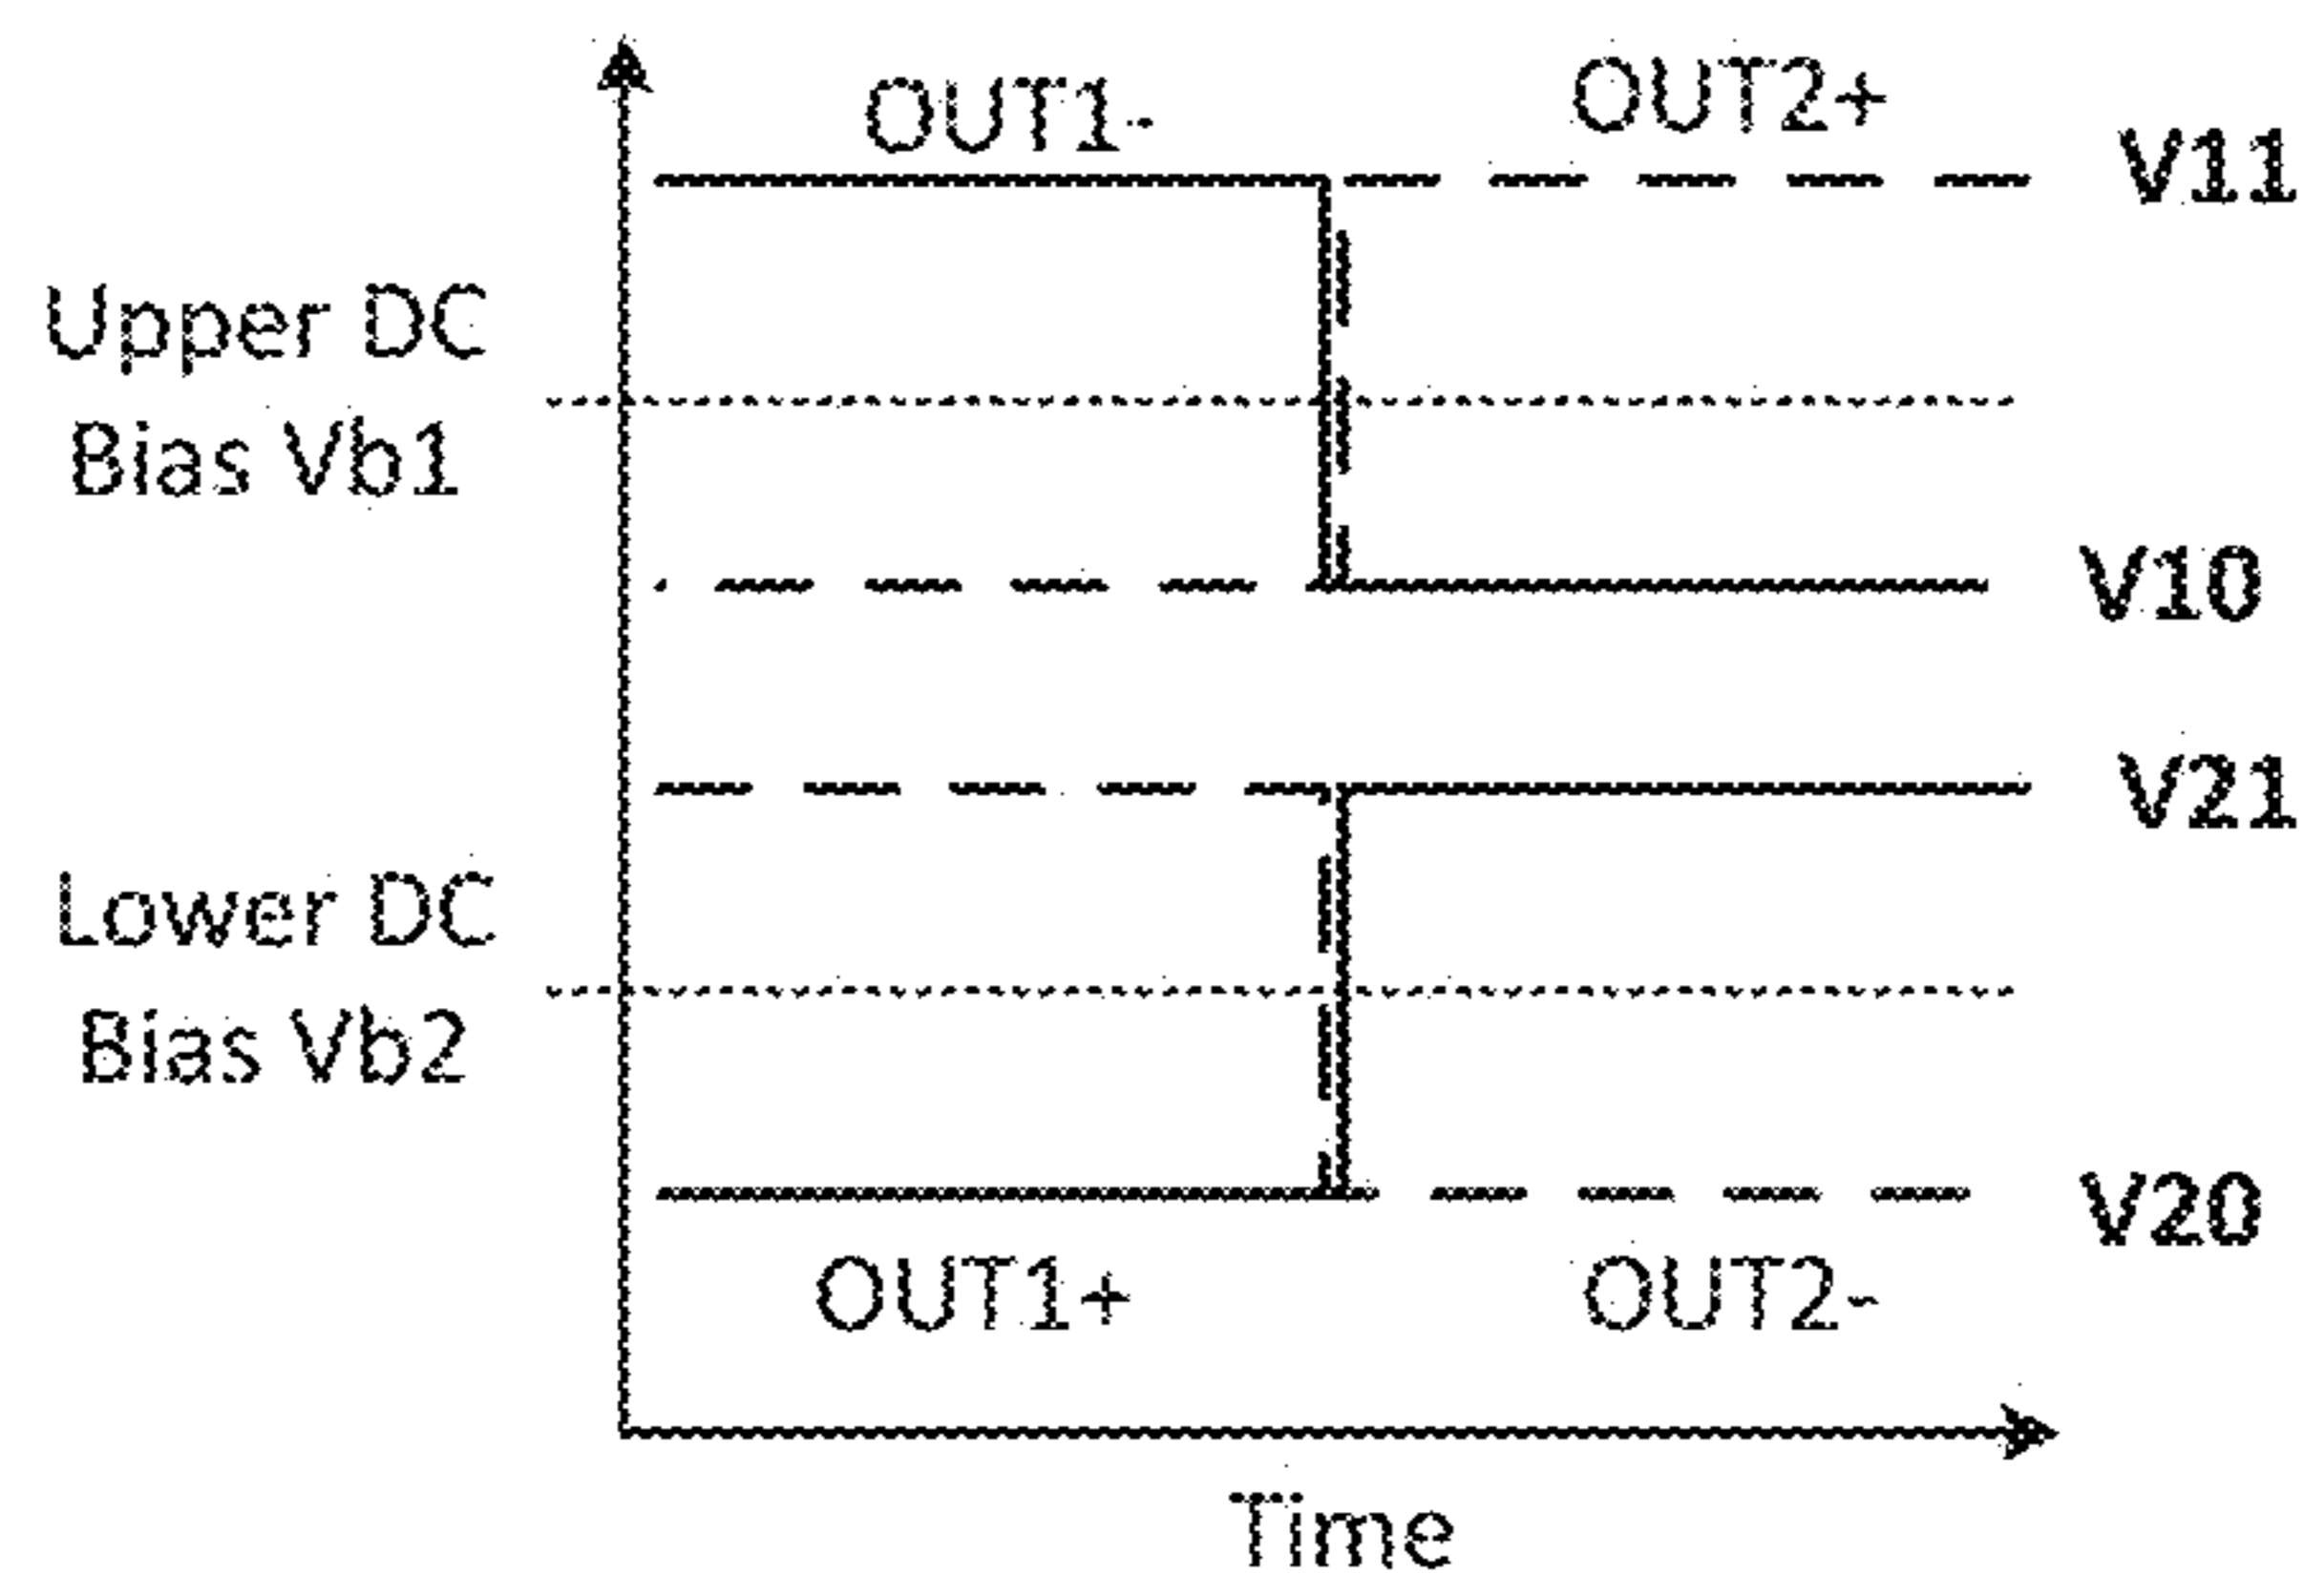 OUT1-
OUT2+
V11
Upper DC
Bias Vb1
V10
V21
Lower DC
Bias Vb2
V20
OUT1+
OUT2-
Time